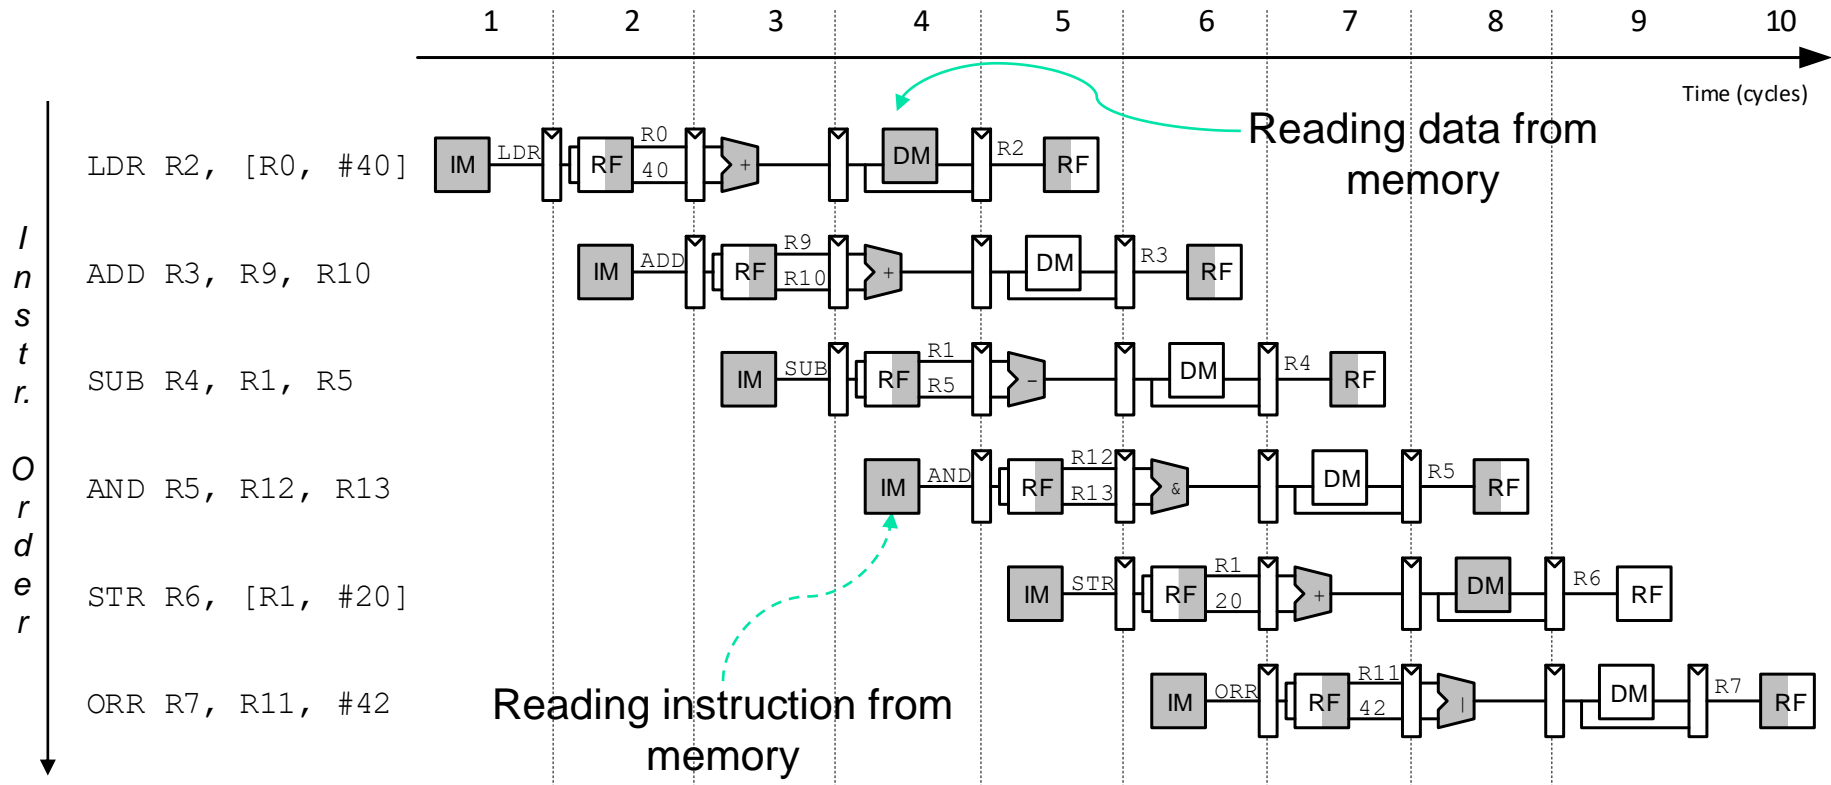 1 2 3 4 5 6 7 8 9 10
Time (cycles)
Reading data from
memory
Instr. Order
LDR R2, [R0, #40] IM LDR RF R0 40 + DM R2 RF
ADD R3, R9, R10 IM ADD RF R9 R10 + DM R3 RF
SUB R4, R1, R5 IM SUB RF R1 R5 - DM R4 RF
AND R5, R12, R13 IM AND RF R12 R13 & DM R5 RF
STR R6, [R1, #20] IM STR RF R1 20 + DM R6 RF
ORR R7, R11, #42 IM ORR RF R11 42 | DM R7 RF
Reading instruction from
memory